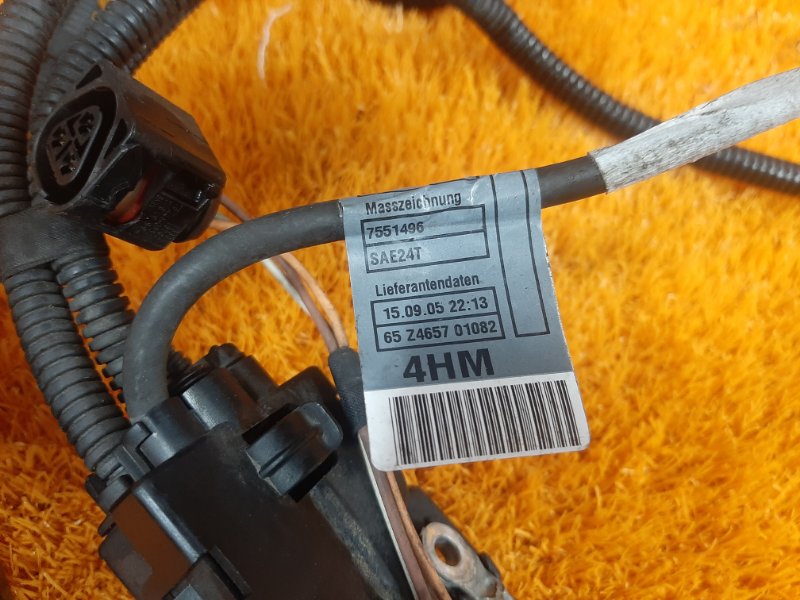 Masszeichnung
7551496
SAE24T
Lieferantendaten
15.09.05 22:13
65 Z4657 01082
4HM